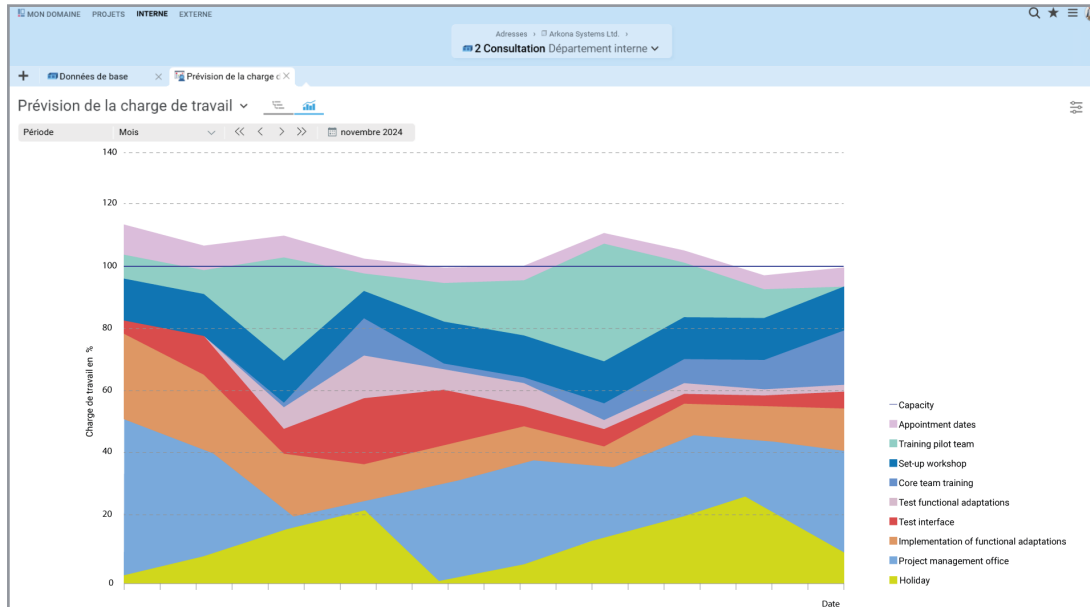 MON DOMAINE PROJETS INTERNE EXTERNE
Adresses › Arkona Systems Ltd. ›
2 Consultation Département interne
Données de base
Prévision de la charge c
Prévision de la charge de travail
Période Mois novembre 2024
140
120
100
80
60
40
20
0
Charge de travail en %
Date
Capacity
Appointment dates
Training pilot team
Set-up workshop
Core team training
Test functional adaptations
Test interface
Implementation of functional adaptations
Project management office
Holiday